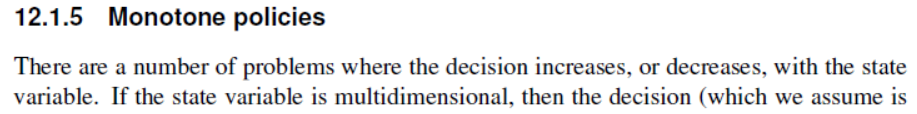 12.1.5 Monotone policies
There are a number of problems where the decision increases, or decreases, with the state
variable. If the state variable is multidimensional, then the decision (which we assume is